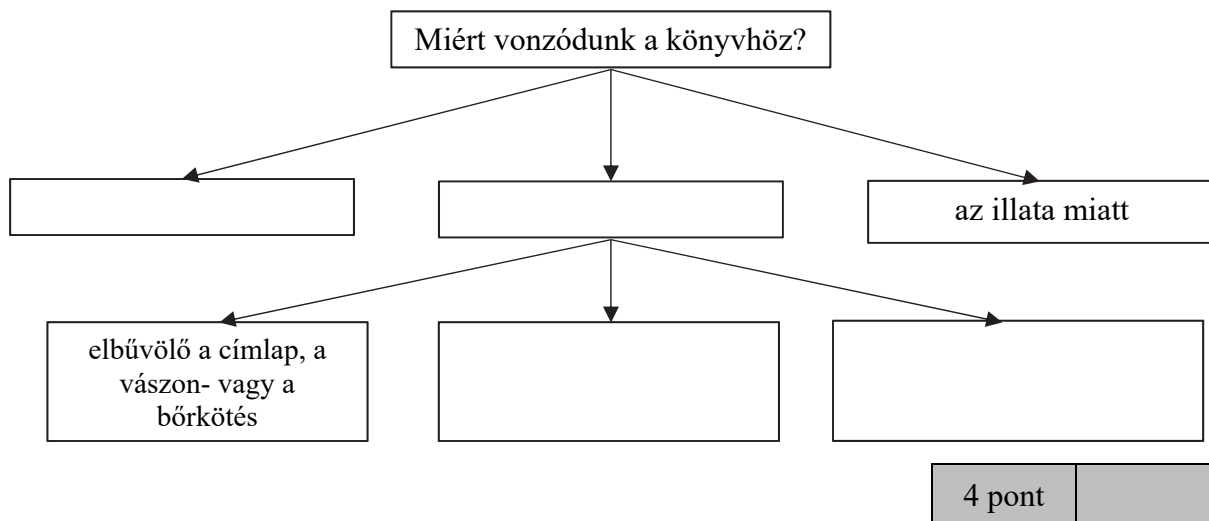 Miért vonzódunk a könyvhöz?
az illata miatt
elbűvölő a címlap, a
vászon- vagy a
bőrkötés
4 pont